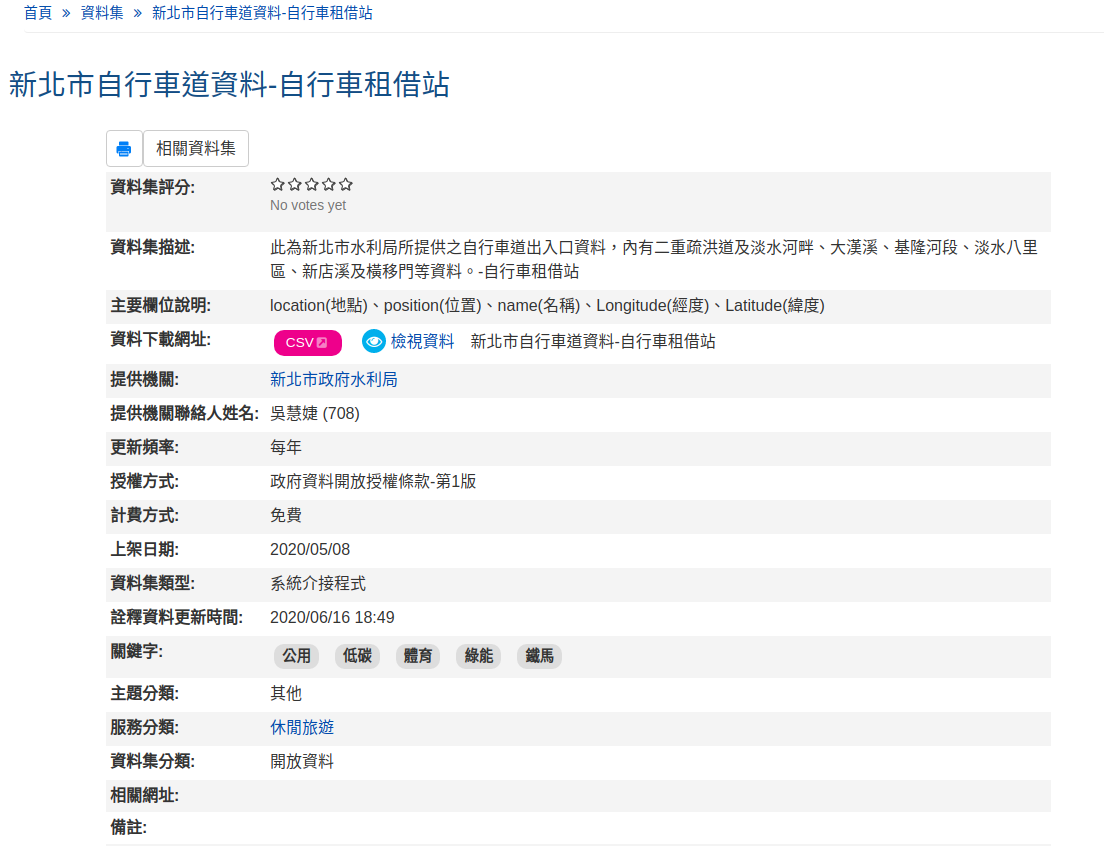 首頁 » 資料集 » 新北市自行車道資料-自行車租借站
新北市自行車道資料-自行車租借站
相關資料集
資料集評分:
No votes yet
資料集描述: 此為新北市水利局所提供之自行車道出入口資料，內有二重疏洪道及淡水河畔、大漢溪、基隆河段、淡水八里
區、新店溪及橫移門等資料。-自行車租借站
主要欄位說明: location(地點)、position(位置)、name(名稱)、Longitude(經度)、Latitude(緯度)
資料下載網址: CSV 檢視資料 新北市自行車道資料-自行車租借站
提供機關: 新北市政府水利局
提供機關聯絡人姓名: 吳慧婕 (708)
更新頻率: 每年
授權方式: 政府資料開放授權條款-第1版
計費方式: 免費
上架日期: 2020/05/08
資料集類型: 系統介接程式
詮釋資料更新時間: 2020/06/16 18:49
關鍵字: 公用 低碳 體育 綠能 鐵馬
主題分類: 其他
服務分類: 休閒旅遊
資料集分類: 開放資料
相關網址:
備註: